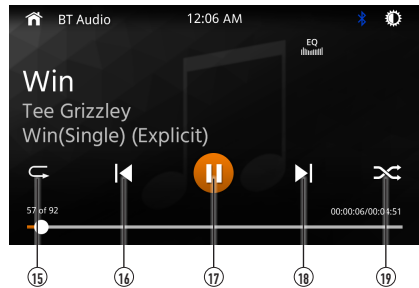 BT Audio 12:06 AM
EQ
Win
Tee Grizzley
Win(Single) (Explicit)
57 of 92 00:00:06/00:04:51
15 16 17 18 19